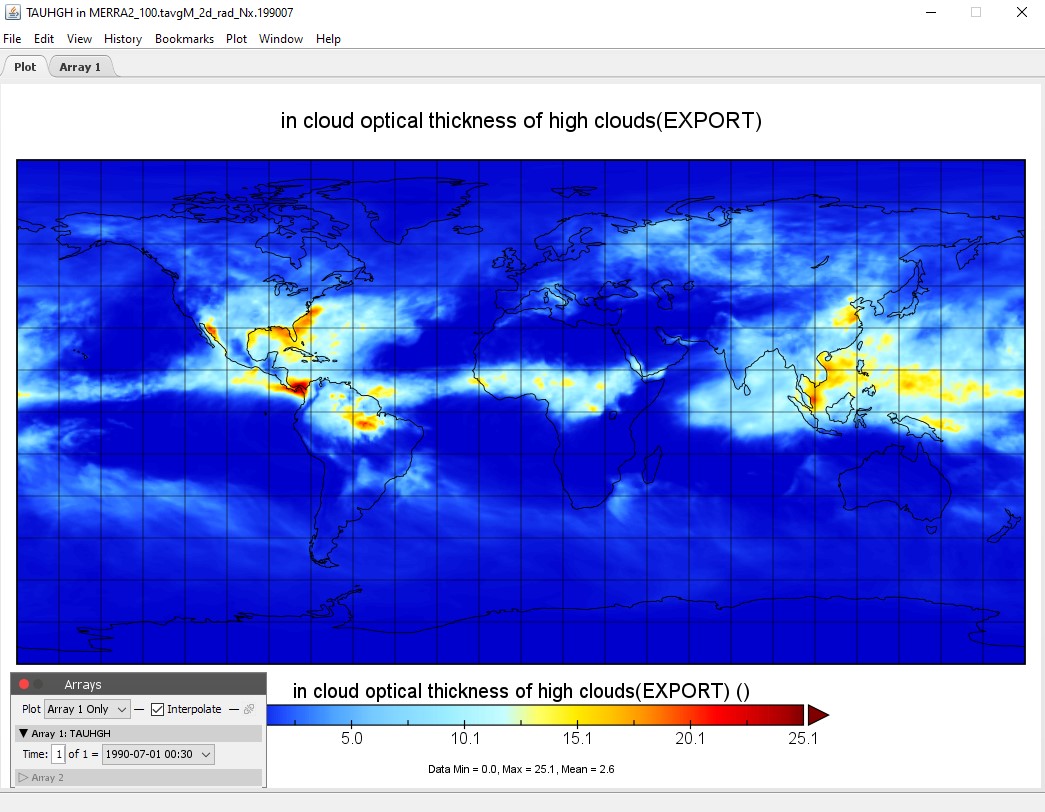 TAUHGH in MERRA2_100.tavgM_2d_rad_Nx.199007
File Edit View History Bookmarks Plot Window Help
Plot Array 1
in cloud optical thickness of high clouds(EXPORT)
in cloud optical thickness of high clouds(EXPORT) ()
5.0 10.1 15.1 20.1 25.1
Data Min = 0.0, Max = 25.1, Mean = 2.6
Arrays
Plot Array 1 Only Interpolate
Array 1: TAUHGH
Time: 1 of 1 = 1990-07-01 00:30
Array 2